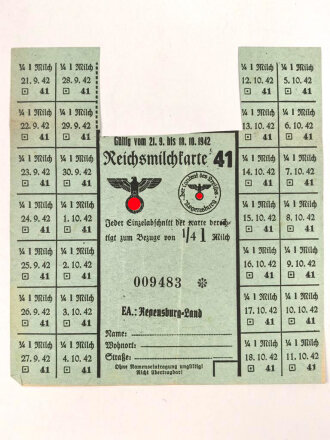 ¼ l Milch ¼ l Milch
21. 9. 42 28. 9. 42
41 41
¼ l Milch ¼ l Milch
22. 9. 42 29. 9. 42
41 41
¼ l Milch ¼ l Milch
23. 9. 42 30. 9. 42
41 41
¼ l Milch ¼ l Milch
24. 9. 42 1. 10. 42
41 41
¼ l Milch ¼ l Milch
25. 9. 42 2. 10. 42
41 41
¼ l Milch ¼ l Milch
26. 9. 42 3. 10. 42
41 41
¼ l Milch ¼ l Milch
27. 9. 42 4. 10. 42
41 41
Gültig vom 21. 9. bis 18. 10. 1942
Reichsmilchkarte 41
Regensburg
Jeder Einzelabschnitt der Karte berech-
tigt zum Bezuge von 1/4 l Milch
009483 *
EA.: Regensburg-Land
Name:
Wohnort:
Straße:
Ohne Namenseintragung ungültig!
Nicht übertragbar!
¼ l Milch ¼ l Milch
12. 10. 42 5. 10. 42
41 41
¼ l Milch ¼ l Milch
13. 10. 42 6. 10. 42
41 41
¼ l Milch ¼ l Milch
14. 10. 42 7. 10. 42
41 41
¼ l Milch ¼ l Milch
15. 10. 42 8. 10. 42
41 41
¼ l Milch ¼ l Milch
16. 10. 42 9. 10. 42
41 41
¼ l Milch ¼ l Milch
17. 10. 42 10. 10. 42
41 41
¼ l Milch ¼ l Milch
18. 10. 42 11. 10. 42
41 41